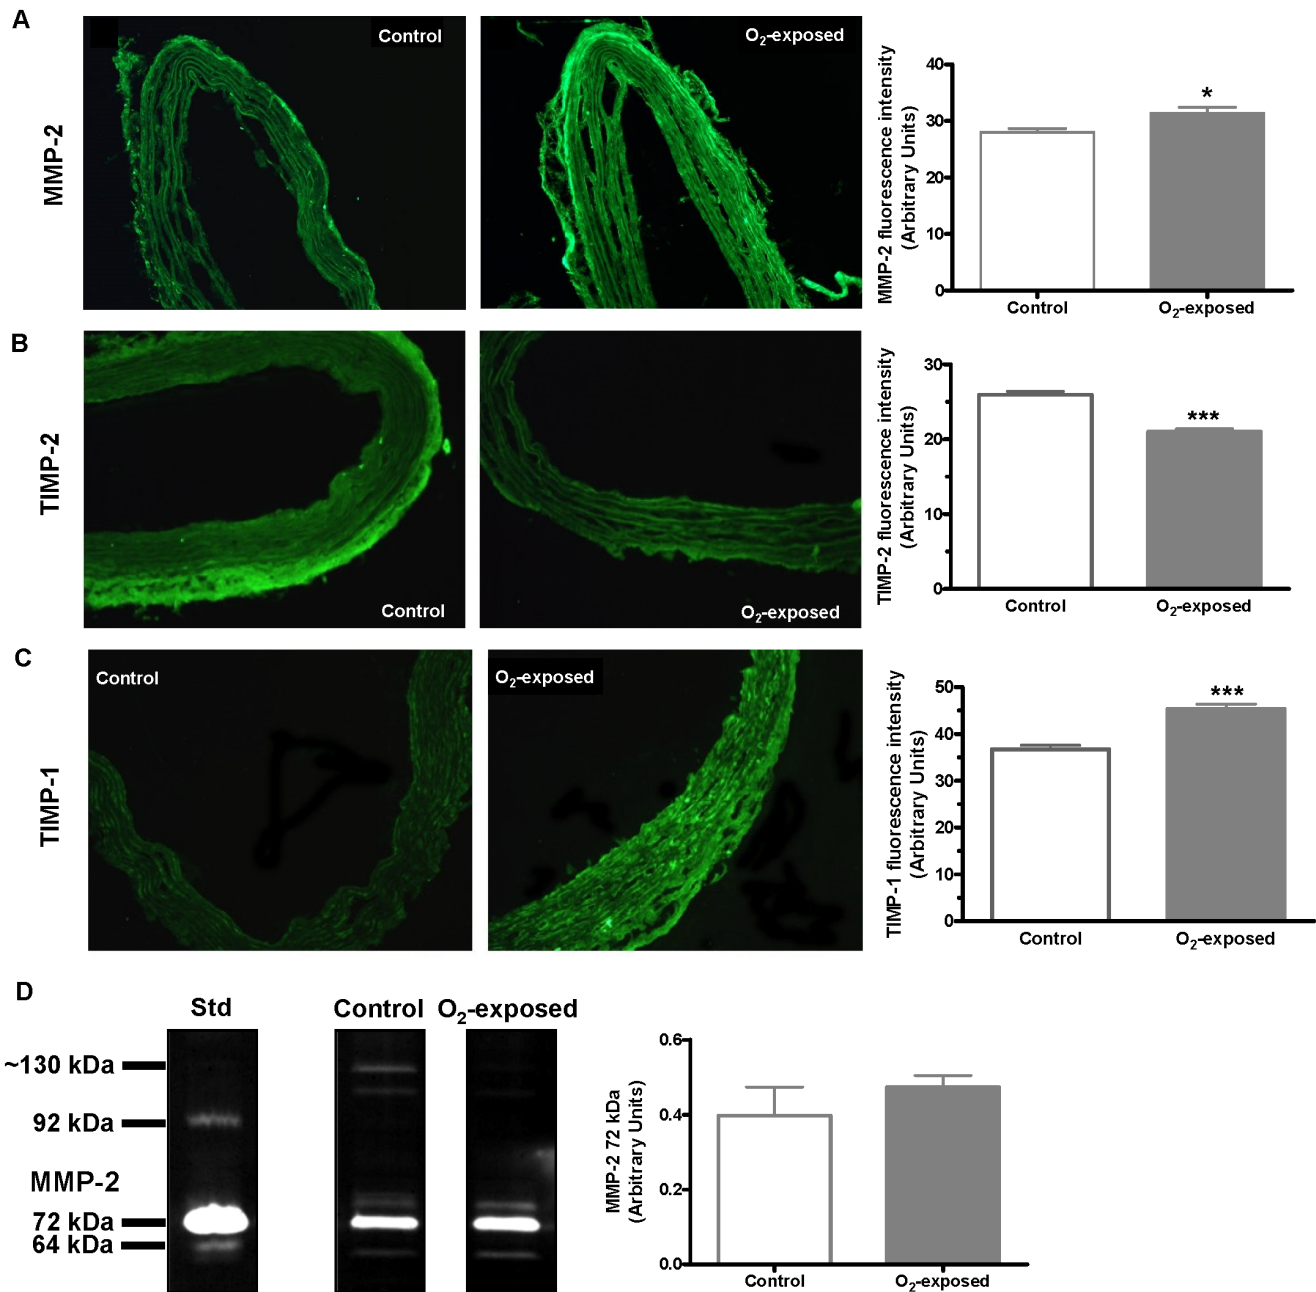 A
MMP-2
Control
O₂-exposed
MMP-2 fluorescence intensity
(Arbitrary Units)
40
30
20
10
0
*
Control
O₂-exposed
B
TIMP-2
Control
O₂-exposed
TIMP-2 fluorescence intensity
(Arbitrary Units)
30
20
10
0
***
Control
O₂-exposed
C
TIMP-1
Control
O₂-exposed
TIMP-1 fluorescence intensity
(Arbitrary Units)
50
40
30
20
10
0
***
Control
O₂-exposed
D
Std
Control
O₂-exposed
~130 kDa
92 kDa
MMP-2
72 kDa
64 kDa
MMP-2 72 kDa
(Arbitrary Units)
0.6
0.4
0.2
0.0
Control
O₂-exposed